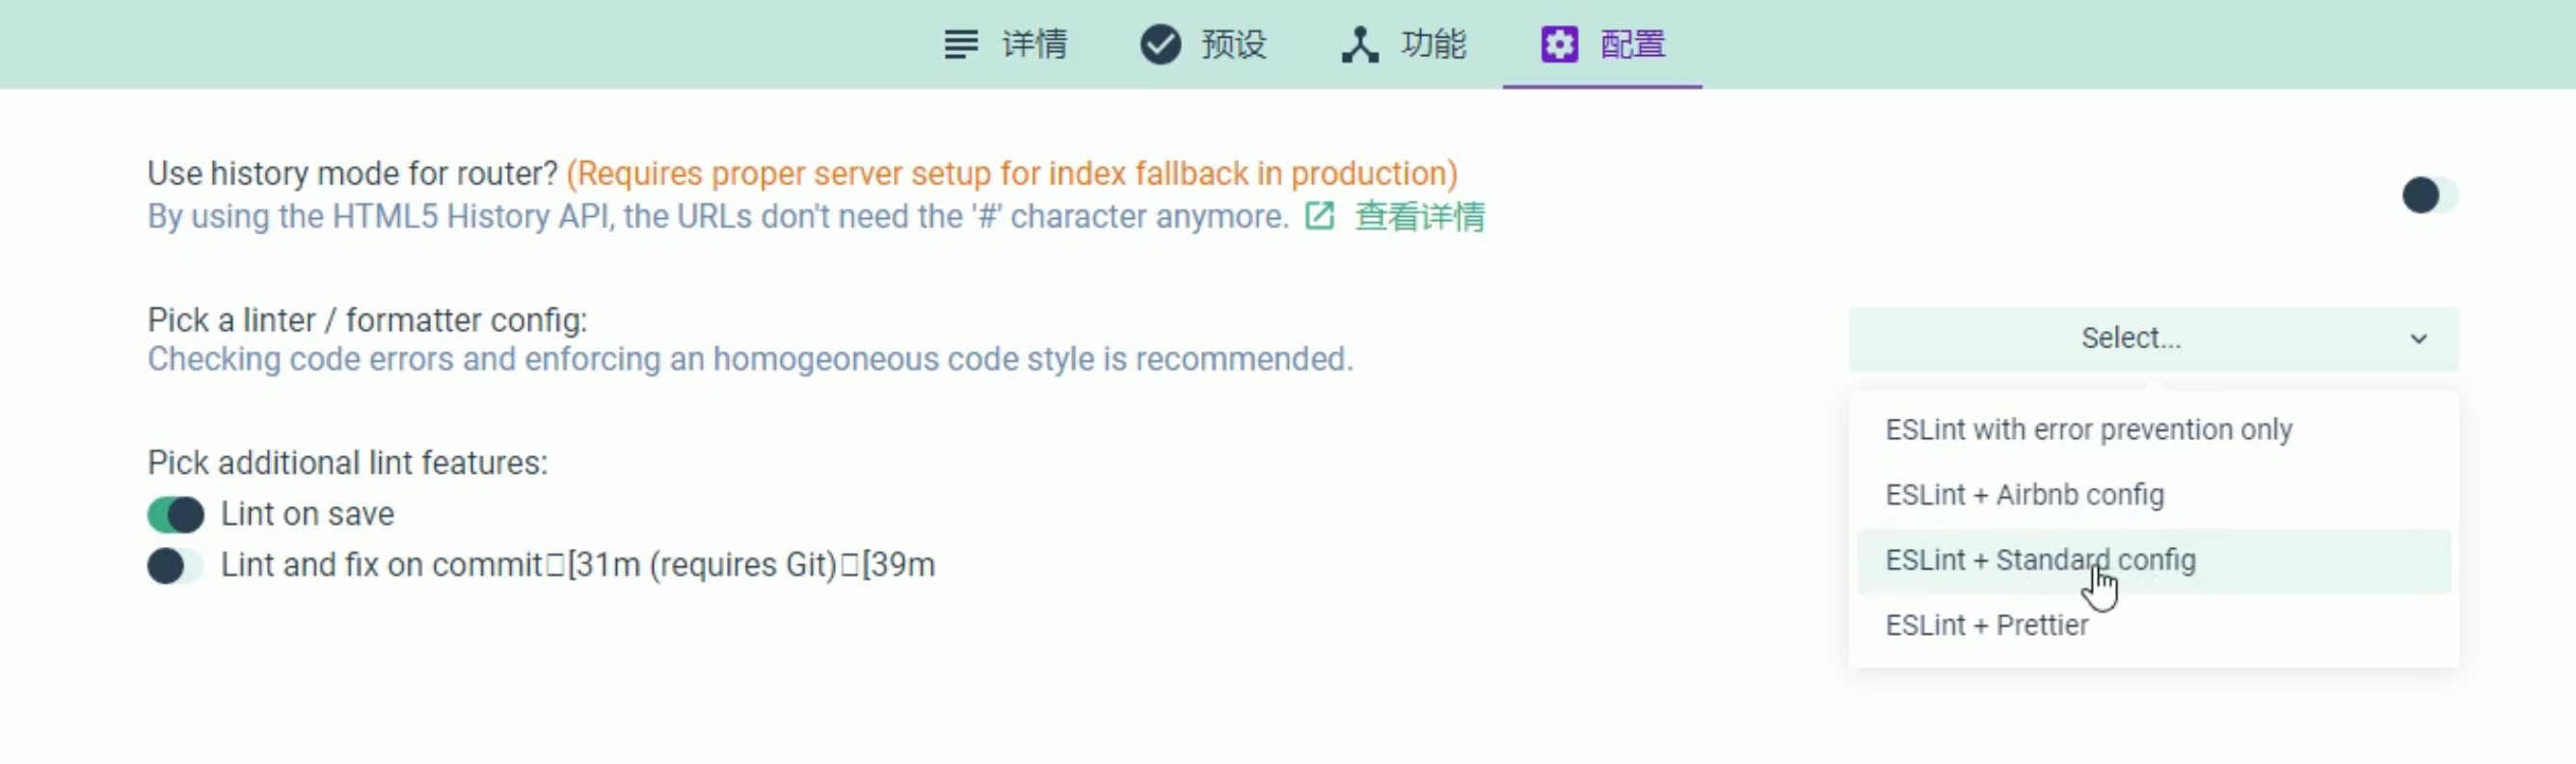 详情 预设 功能 配置
Use history mode for router? (Requires proper server setup for index fallback in production)
By using the HTML5 History API, the URLs don't need the '#' character anymore. 查看详情
Pick a linter / formatter config:
Checking code errors and enforcing an homogeoneous code style is recommended.
Select...
ESLint with error prevention only
ESLint + Airbnb config
ESLint + Standard config
ESLint + Prettier
Pick additional lint features:
Lint on save
Lint and fix on commit□[31m (requires Git)□[39m